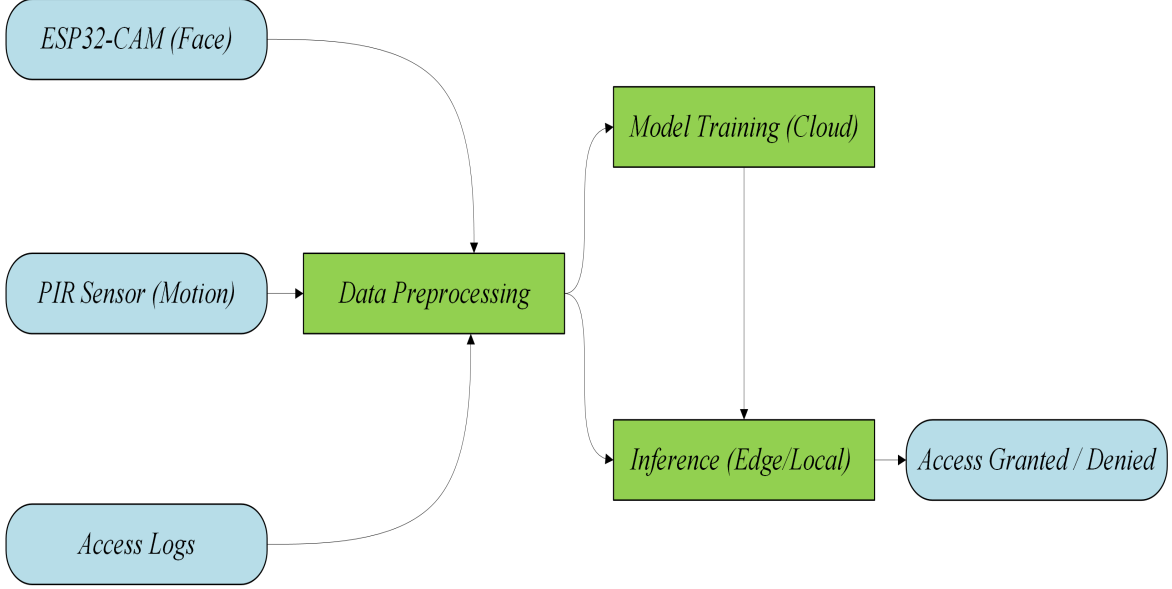 ESP32-CAM (Face)
Model Training (Cloud)
PIR Sensor (Motion)
Data Preprocessing
Inference (Edge/Local)
Access Granted / Denied
Access Logs